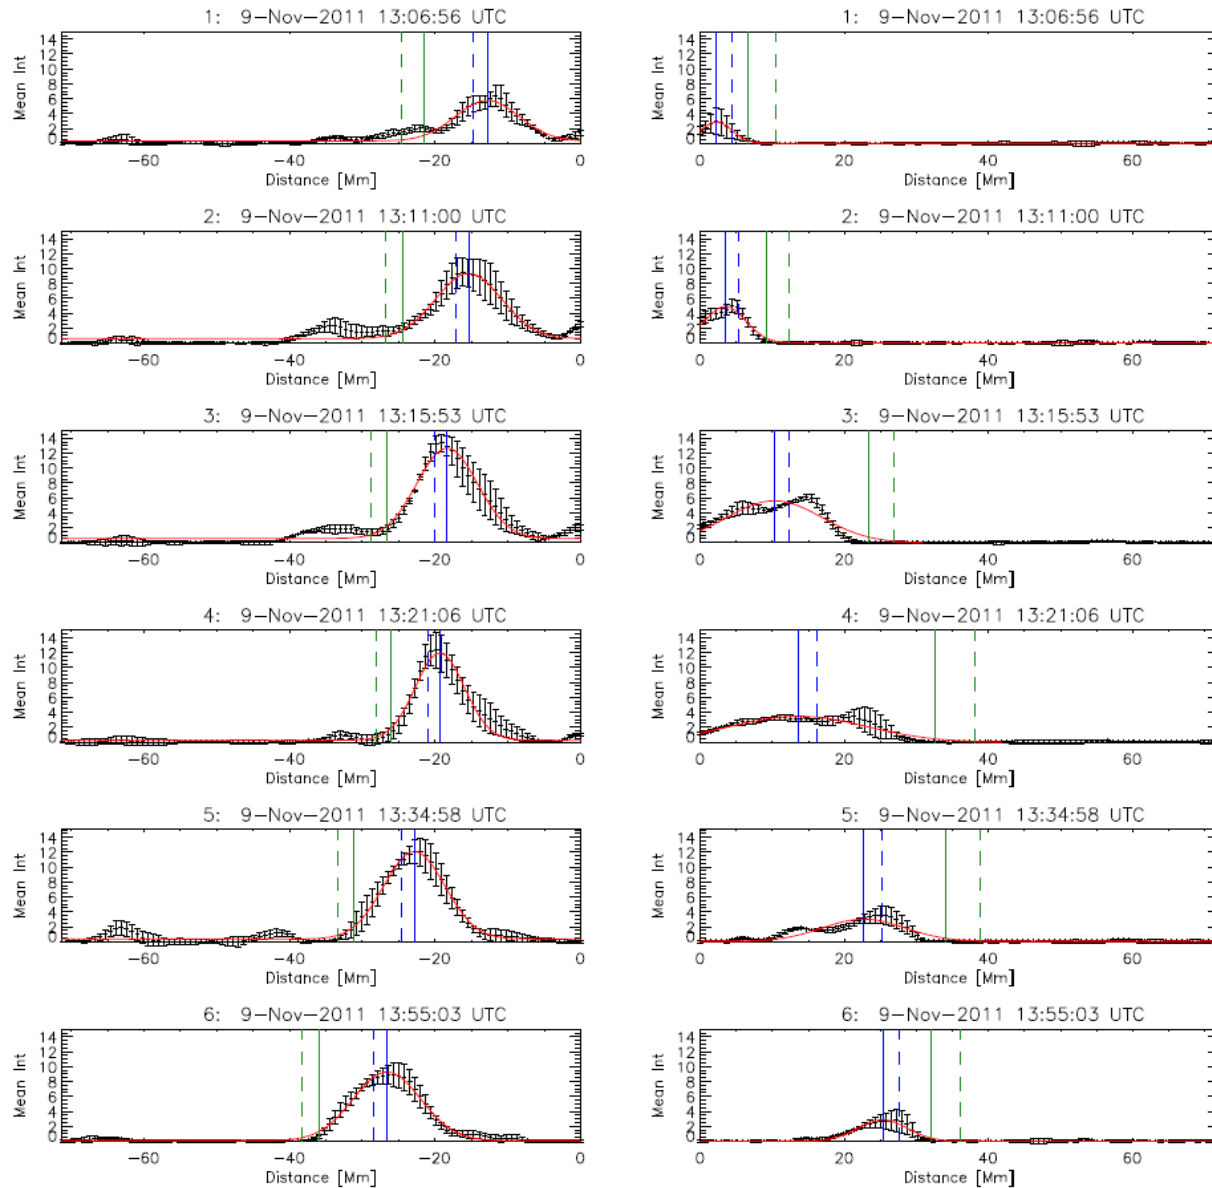 1: 9-Nov-2011 13:06:56 UTC
Mean Int
14
12
10
8
6
4
2
0
-60 -40 -20 0
Distance [Mm]
1: 9-Nov-2011 13:06:56 UTC
Mean Int
14
12
10
8
6
4
2
0
0 20 40 60
Distance [Mm]
2: 9-Nov-2011 13:11:00 UTC
Mean Int
14
12
10
8
6
4
2
0
-60 -40 -20 0
Distance [Mm]
2: 9-Nov-2011 13:11:00 UTC
Mean Int
14
12
10
8
6
4
2
0
0 20 40 60
Distance [Mm]
3: 9-Nov-2011 13:15:53 UTC
Mean Int
14
12
10
8
6
4
2
0
-60 -40 -20 0
Distance [Mm]
3: 9-Nov-2011 13:15:53 UTC
Mean Int
14
12
10
8
6
4
2
0
0 20 40 60
Distance [Mm]
4: 9-Nov-2011 13:21:06 UTC
Mean Int
14
12
10
8
6
4
2
0
-60 -40 -20 0
Distance [Mm]
4: 9-Nov-2011 13:21:06 UTC
Mean Int
14
12
10
8
6
4
2
0
0 20 40 60
Distance [Mm]
5: 9-Nov-2011 13:34:58 UTC
Mean Int
14
12
10
8
6
4
2
0
-60 -40 -20 0
Distance [Mm]
5: 9-Nov-2011 13:34:58 UTC
Mean Int
14
12
10
8
6
4
2
0
0 20 40 60
Distance [Mm]
6: 9-Nov-2011 13:55:03 UTC
Mean Int
14
12
10
8
6
4
2
0
-60 -40 -20 0
Distance [Mm]
6: 9-Nov-2011 13:55:03 UTC
Mean Int
14
12
10
8
6
4
2
0
0 20 40 60
Distance [Mm]